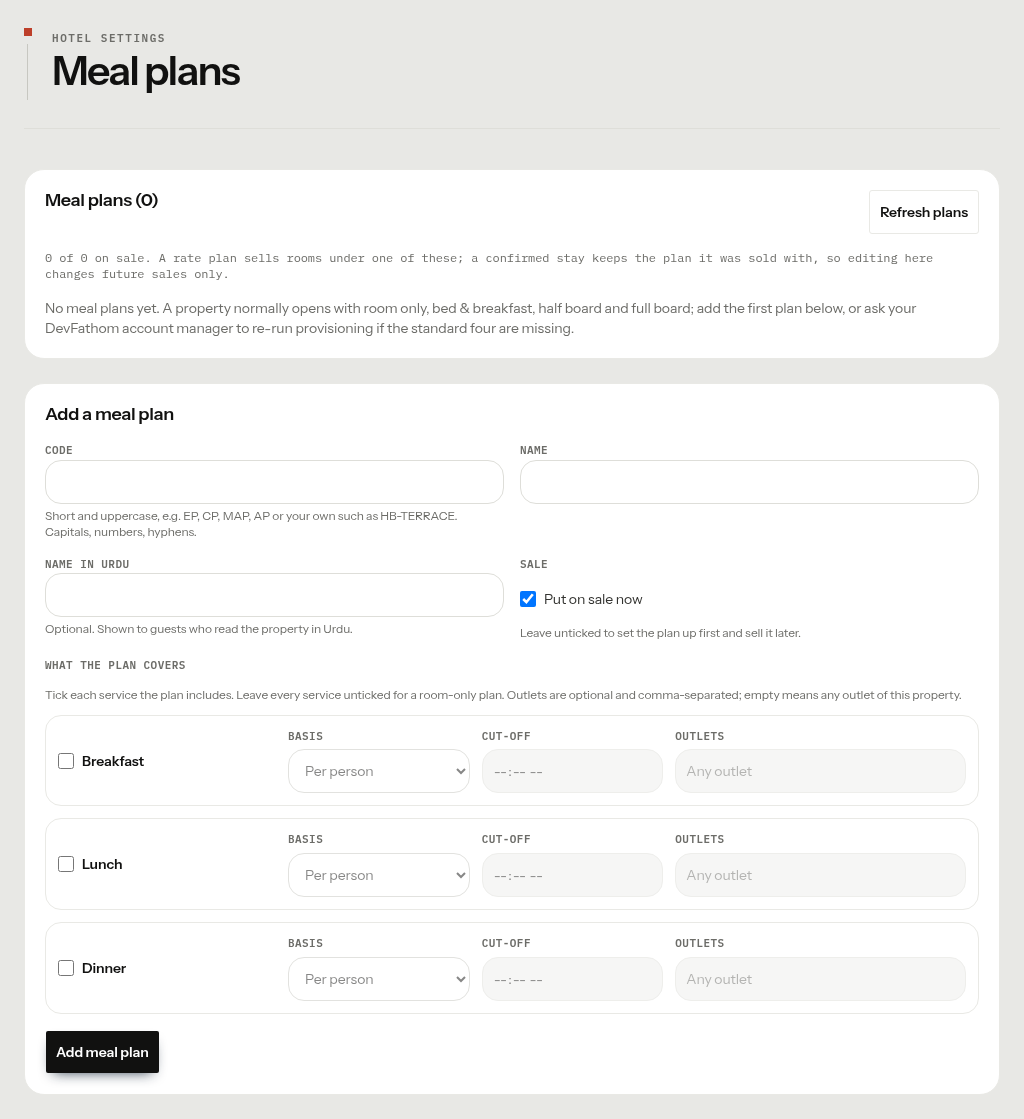 HOTEL SETTINGS
Meal plans
Meal plans (0)
Refresh plans
0 of 0 on sale. A rate plan sells rooms under one of these; a confirmed stay keeps the plan it was sold with, so editing here
changes future sales only.
No meal plans yet. A property normally opens with room only, bed & breakfast, half board and full board; add the first plan below, or ask your
DevFathom account manager to re-run provisioning if the standard four are missing.
Add a meal plan
CODE
NAME
Short and uppercase, e.g. EP, CP, MAP, AP or your own such as HB-TERRACE.
Capitals, numbers, hyphens.
NAME IN URDU
SALE
Put on sale now
Optional. Shown to guests who read the property in Urdu.
Leave unticked to set the plan up first and sell it later.
WHAT THE PLAN COVERS
Tick each service the plan includes. Leave every service unticked for a room-only plan. Outlets are optional and comma-separated; empty means any outlet of this property.
BASIS CUT-OFF OUTLETS
Breakfast Per person --:-- -- Any outlet
BASIS CUT-OFF OUTLETS
Lunch Per person --:-- -- Any outlet
BASIS CUT-OFF OUTLETS
Dinner Per person --:-- -- Any outlet
Add meal plan